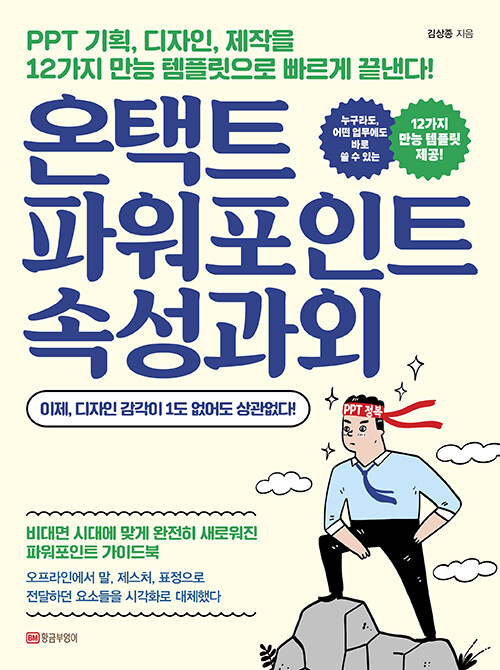 김상종 지음
PPT 기획, 디자인, 제작을
12가지 만능 템플릿으로 빠르게 끝낸다!
온택트
파워포인트
속성과외
누구라도,
어떤 업무에도
바로
쓸 수 있는
12가지
만능 템플릿
제공!
이제, 디자인 감각이 1도 없어도 상관없다!
PPT 정복
비대면 시대에 맞게 완전히 새로워진
파워포인트 가이드북
오프라인에서 말, 제스처, 표정으로
전달하던 요소들을 시각화로 대체했다
BM 황금부엉이